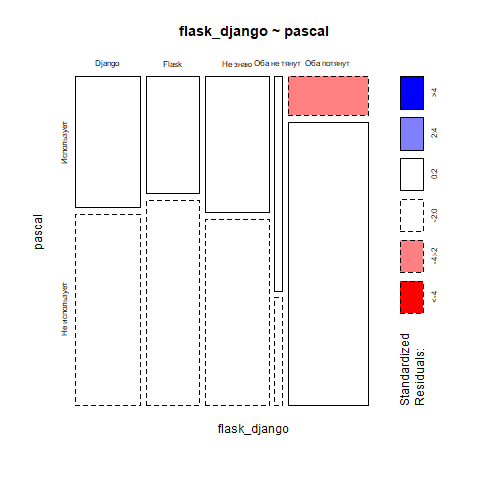 flask_django ~ pascal
Django Flask Не знаю Оба не тянут Оба потянут
Использует
Не использует
pascal
flask_django
>4
2:4
0:2
-2:0
-4:-2
<-4
Standardized
Residuals: